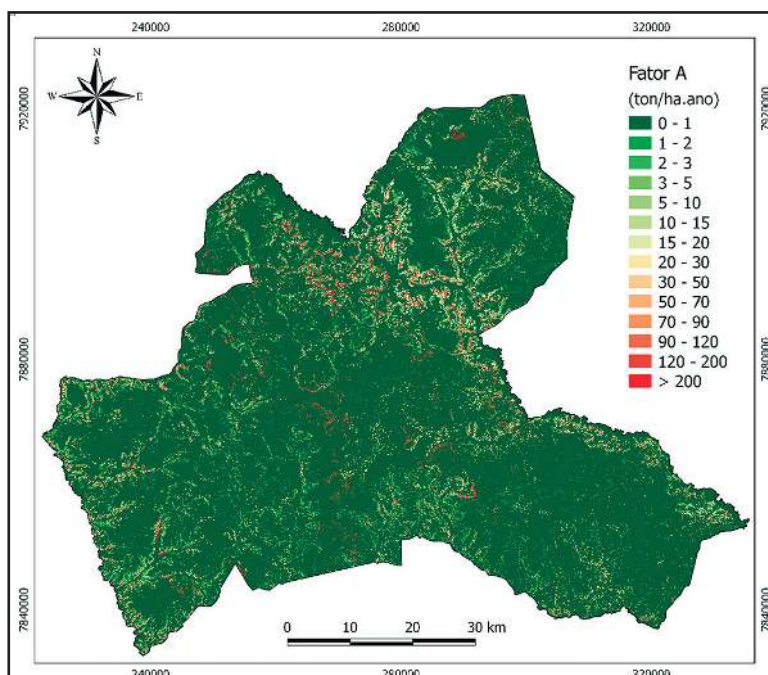 240000 280000 320000
N
W E
S
Fator A
(ton/ha.ano)
0 - 1
1 - 2
2 - 3
3 - 5
5 - 10
10 - 15
15 - 20
20 - 30
30 - 50
50 - 70
70 - 90
90 - 120
120 - 200
> 200
7920000 7920000
7880000 7880000
7840000 7840000
0 10 20 30 km
240000 280000 320000